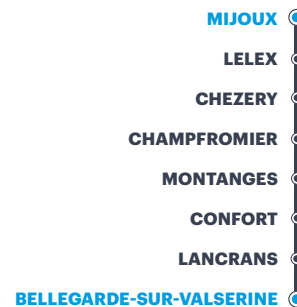 MIJOUX
LELEX
CHEZERY
CHAMPFROMIER
MONTANGES
CONFORT
LANCRANS
BELLEGARDE-SUR-VALSERINE